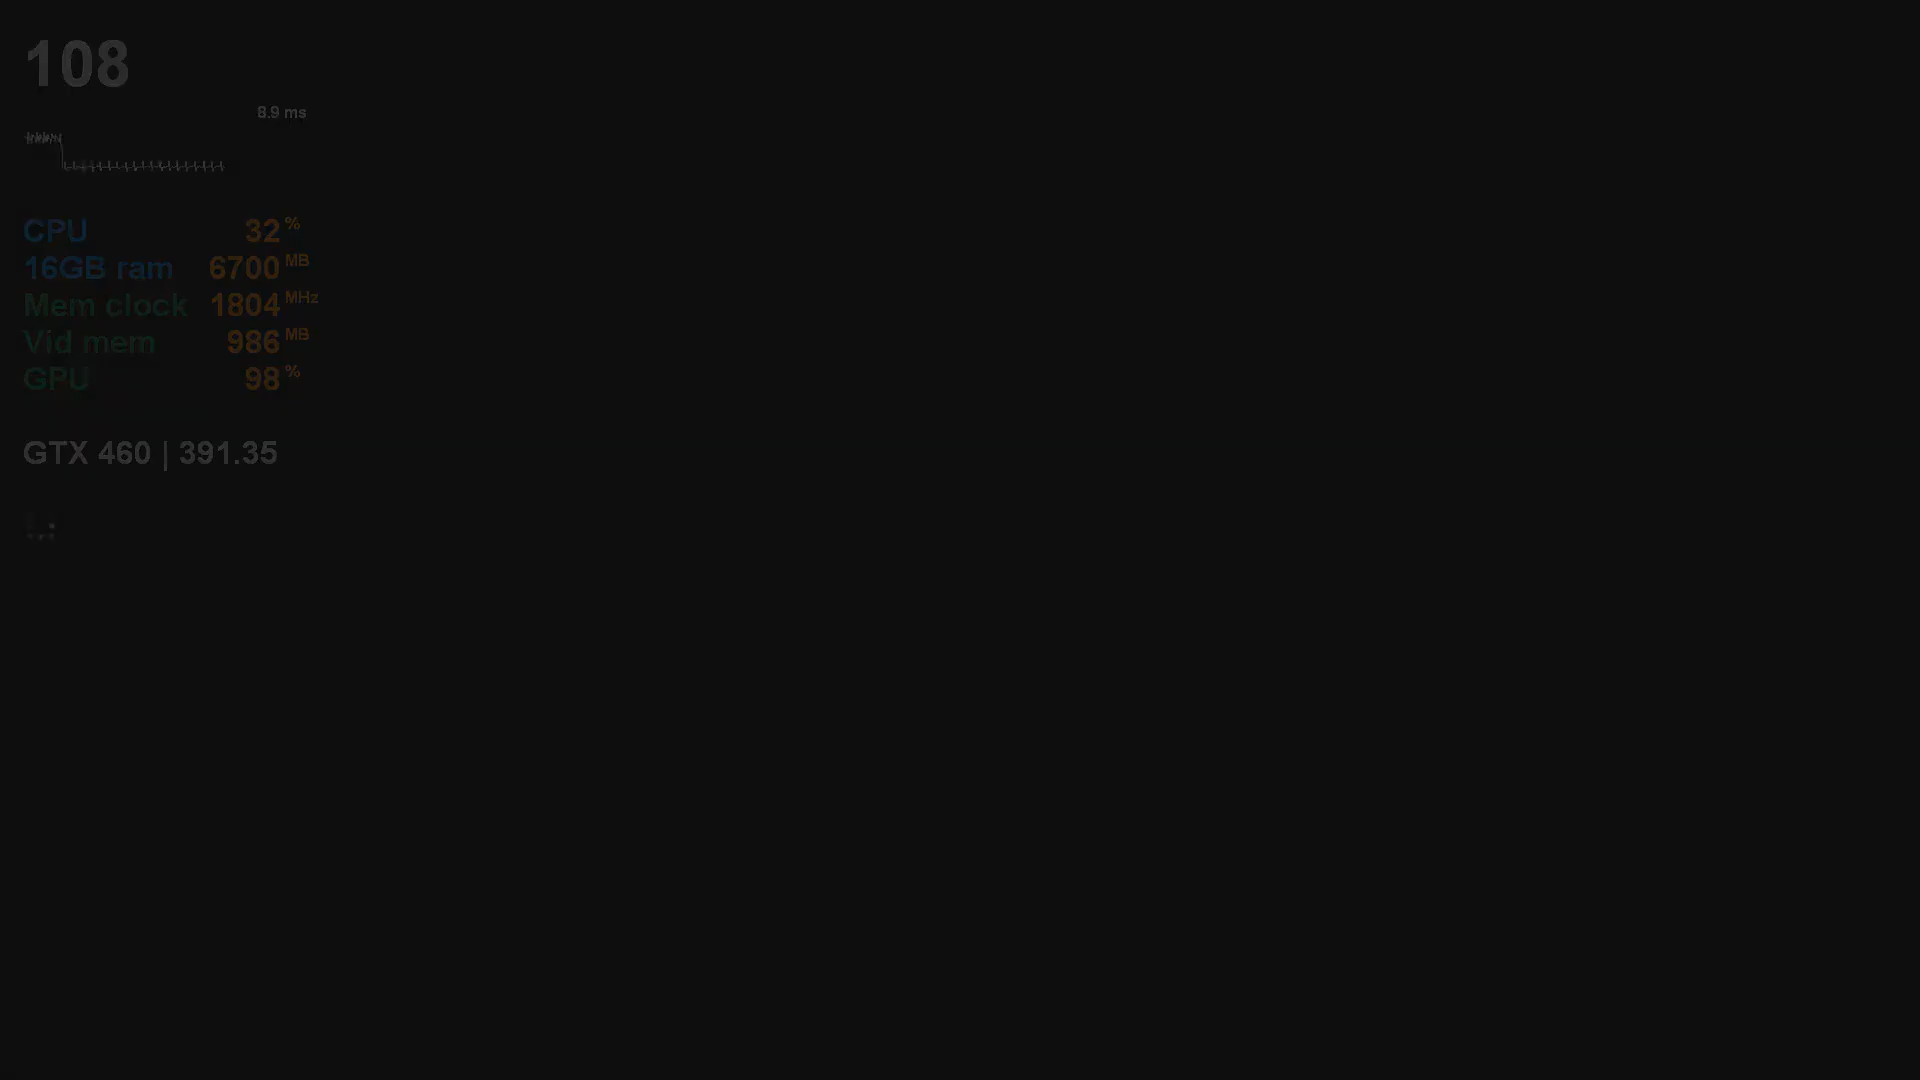 108
8.9 ms
CPU 32 %
16GB ram 6700 MB
Mem clock 1804 MHz
Vid mem 986 MB
GPU 98 %
GTX 460 | 391.35